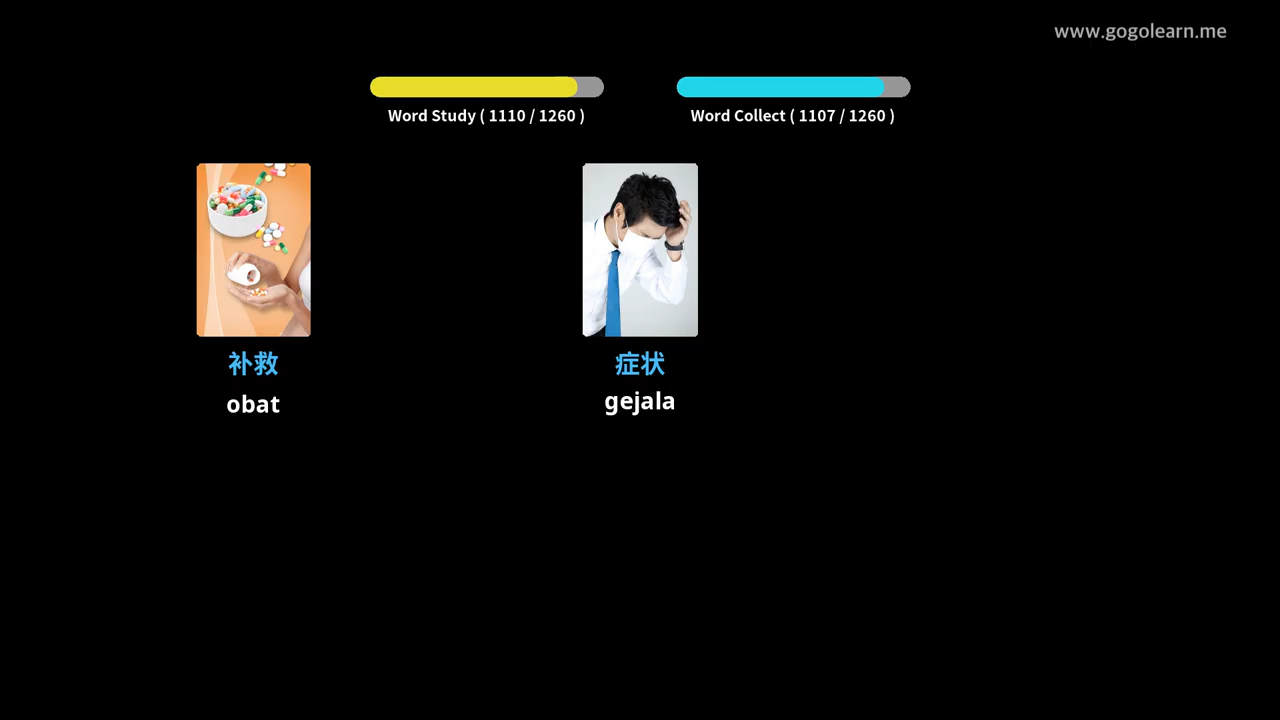 www.gogolearn.me
Word Study ( 1110 / 1260 )
Word Collect ( 1107 / 1260 )
补救
obat
症状
gejala